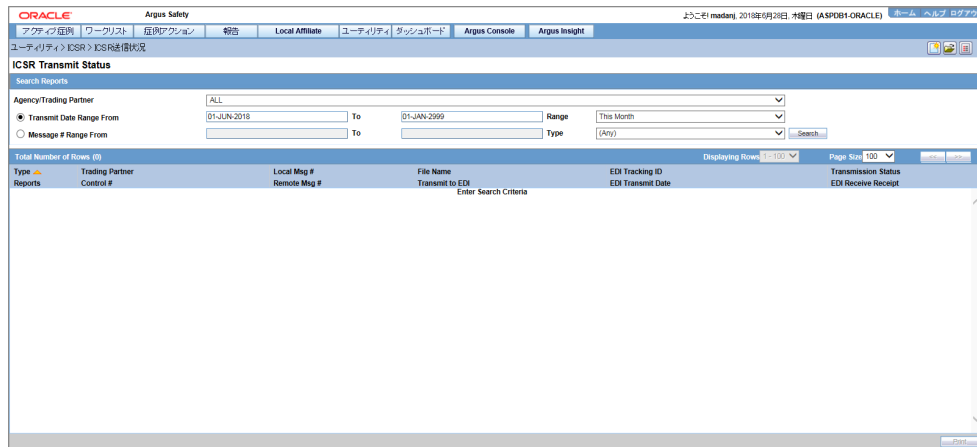 ORACLE Argus Safety ようこそ! madanj, 2018年6月28日, 木曜日 (ASPDB1-ORACLE) ホーム ヘルプ ログアウ
アクティブ症例 ワークリスト 症例アクション 報告 Local Affiliate ユーティリティ ダッシュボード Argus Console Argus Insight
ユーティリティ > ICSR > ICSR送信状況
ICSR Transmit Status
Search Reports
Agency/Trading Partner ALL
Transmit Date Range From 01-JUN-2018 To 01-JAN-2999 Range This Month
Message # Range From To Type (Any) Search
Total Number of Rows (0) Displaying Rows 1 - 100 Page Size 100 << >>
Type Trading Partner Local Msg # File Name EDI Tracking ID Transmission Status
Reports Control # Remote Msg # Transmit to EDI EDI Transmit Date EDI Receive Receipt
Enter Search Criteria
Print